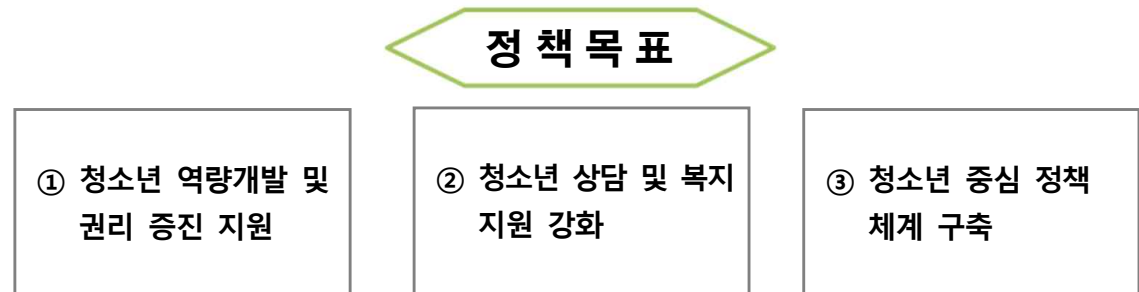 정 책 목 표
① 청소년 역량개발 및
권리 증진 지원
② 청소년 상담 및 복지
지원 강화
③ 청소년 중심 정책
체계 구축